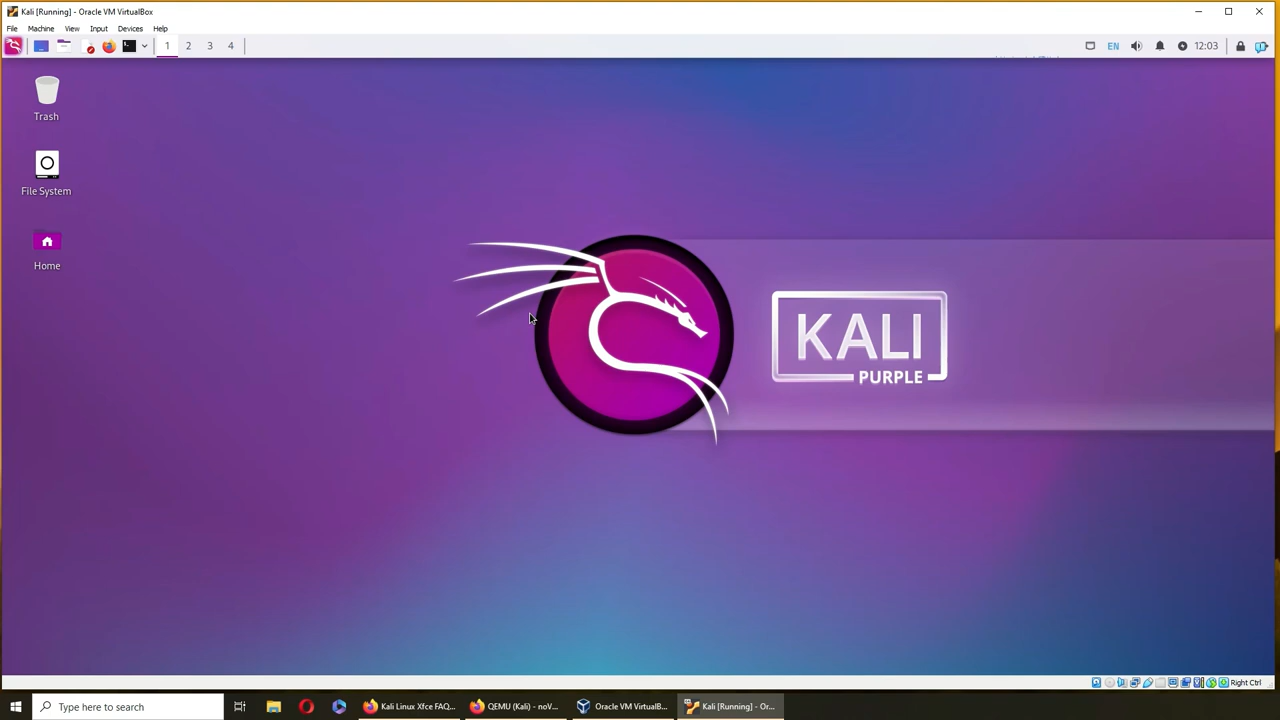 Kali [Running] - Oracle VM VirtualBox
File Machine View Input Devices Help
1 2 3 4 EN 12:03
Trash
File System
Home
KALI
PURPLE
Right Ctrl
Type here to search
Kali Linux Xfce FAQ...
QEMU (Kali) - noV...
Oracle VM VirtualB...
Kali [Running] - Or...